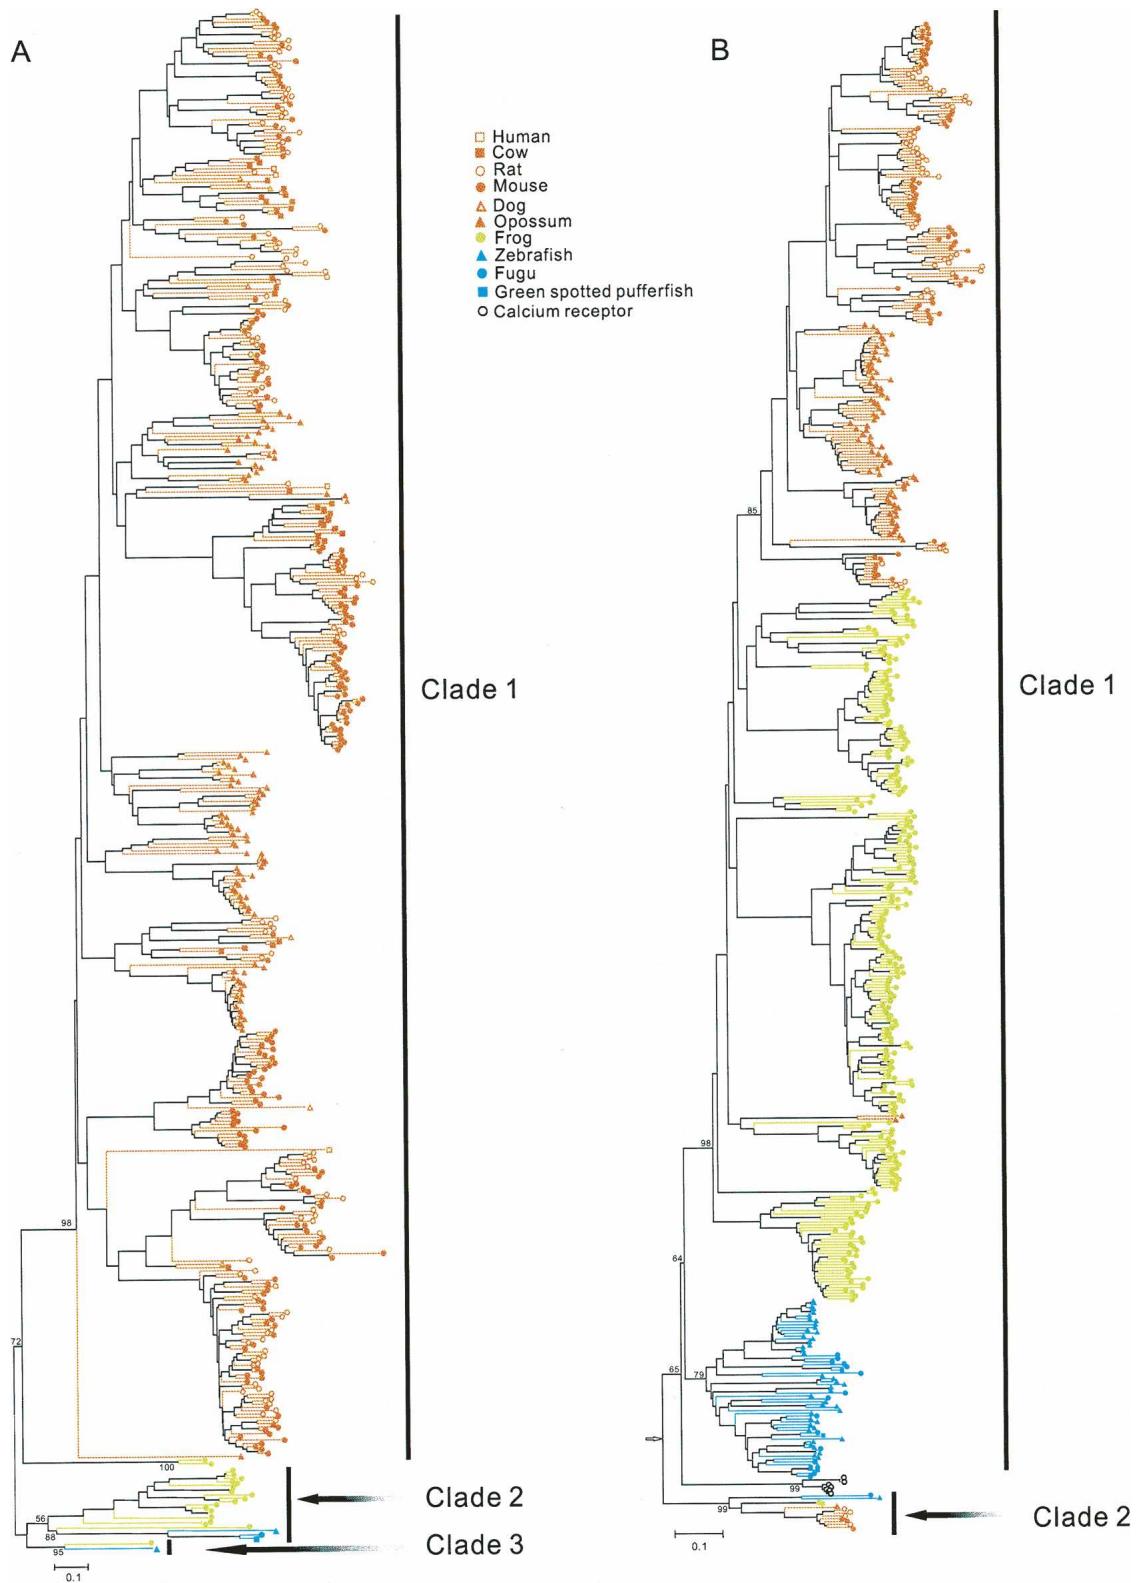 A
B
Human
Cow
Rat
Mouse
Dog
Opossum
Frog
Zebrafish
Fugu
Green spotted pufferfish
Calcium receptor
85
Clade 1
Clade 1
98
98
64
72
65
79
100
99
Clade 2
99
56
Clade 2
88
Clade 3
95
0.1
0.1